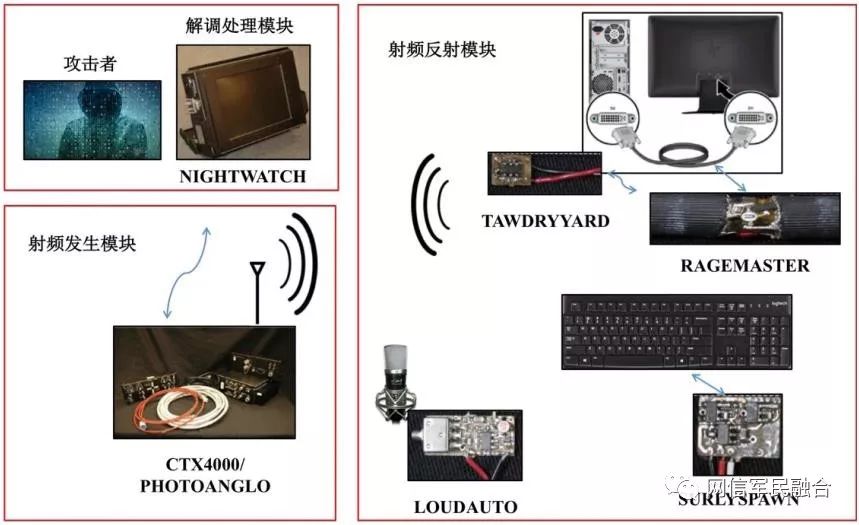 解调处理模块
攻击者
NIGHTWATCH
射频发生模块
CTX4000/
PHOTOANGLO
射频反射模块
TAWDRYYARD
RAGEMASTER
logitech
LOUDAUTO
SURLYSPAWN
网信军民融合